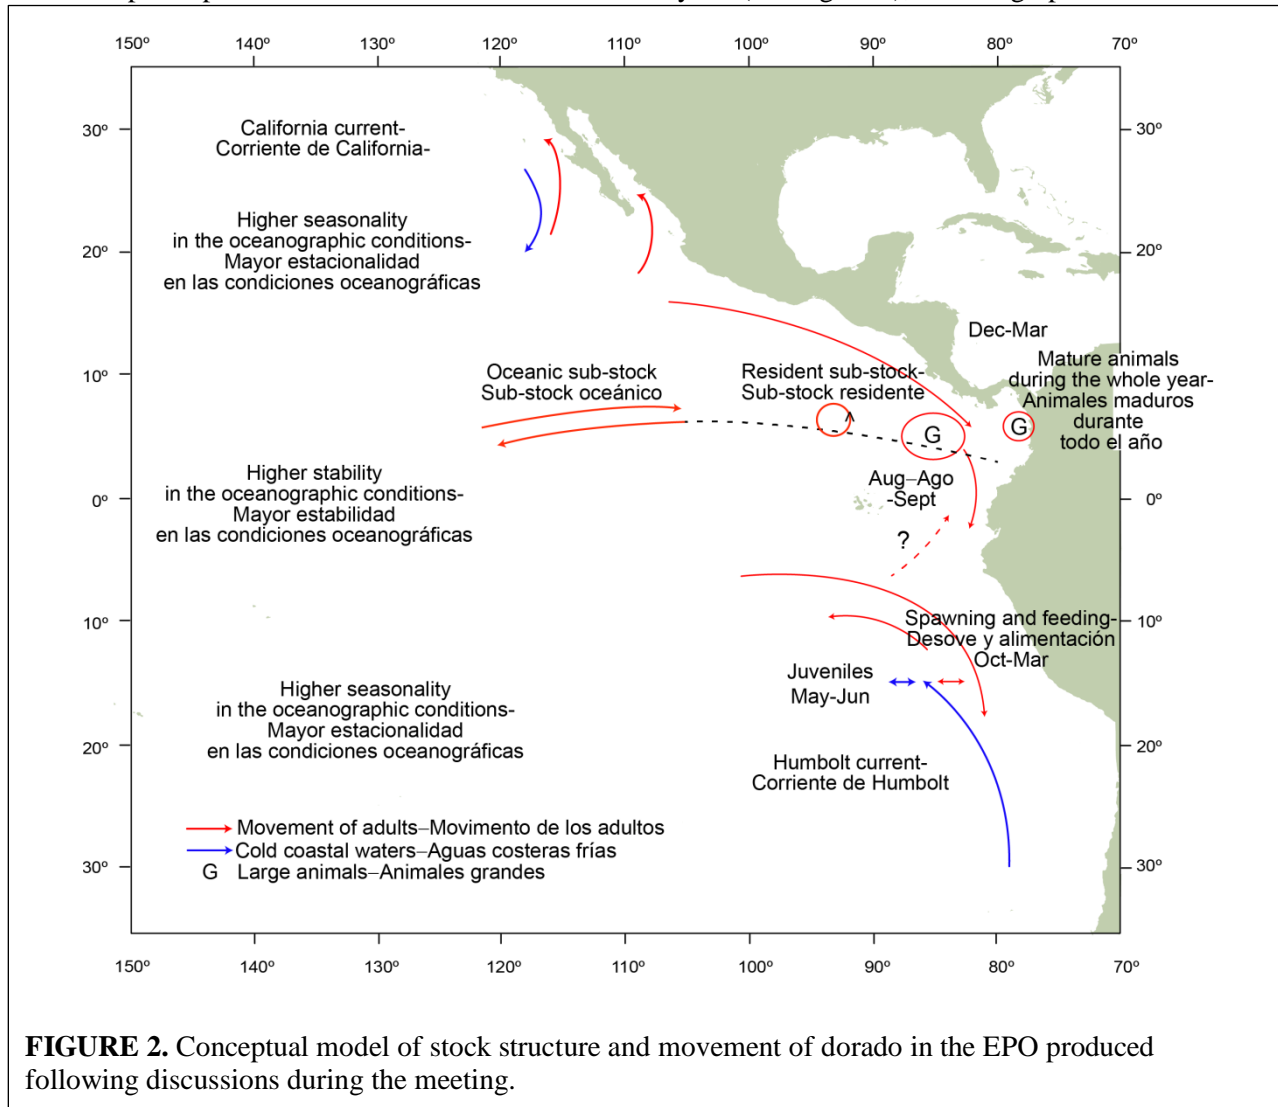 150º 140º 130º 120º 110º 100º 90º 80º 70º
30º
30º
20º
20º
10º
10º
0º
0º
10º
10º
20º
20º
30º
30º
California current-
Corriente de California-
Higher seasonality
in the oceanographic conditions-
Mayor estacionalidad
en las condiciones oceanográficas
Dec-Mar
Mature animals
during the whole year-
Animales maduros
durante
todo el año
Oceanic sub-stock
Sub-stock oceánico
Resident sub-stock-
Sub-stock residente
G
G
Aug–Ago
-Sept
Higher stability
in the oceanographic conditions-
Mayor estabilidad
en las condiciones oceanográficas
?
Spawning and feeding-
Desove y alimentación
Oct-Mar
Juveniles
May-Jun
Higher seasonality
in the oceanographic conditions-
Mayor estacionalidad
en las condiciones oceanográficas
Humbolt current-
Corriente de Humbolt
Movement of adults–Movimento de los adultos
Cold coastal waters–Aguas costeras frías
G Large animals–Animales grandes
150º 140º 130º 120º 110º 100º 90º 80º 70º
FIGURE 2. Conceptual model of stock structure and movement of dorado in the EPO produced
following discussions during the meeting.